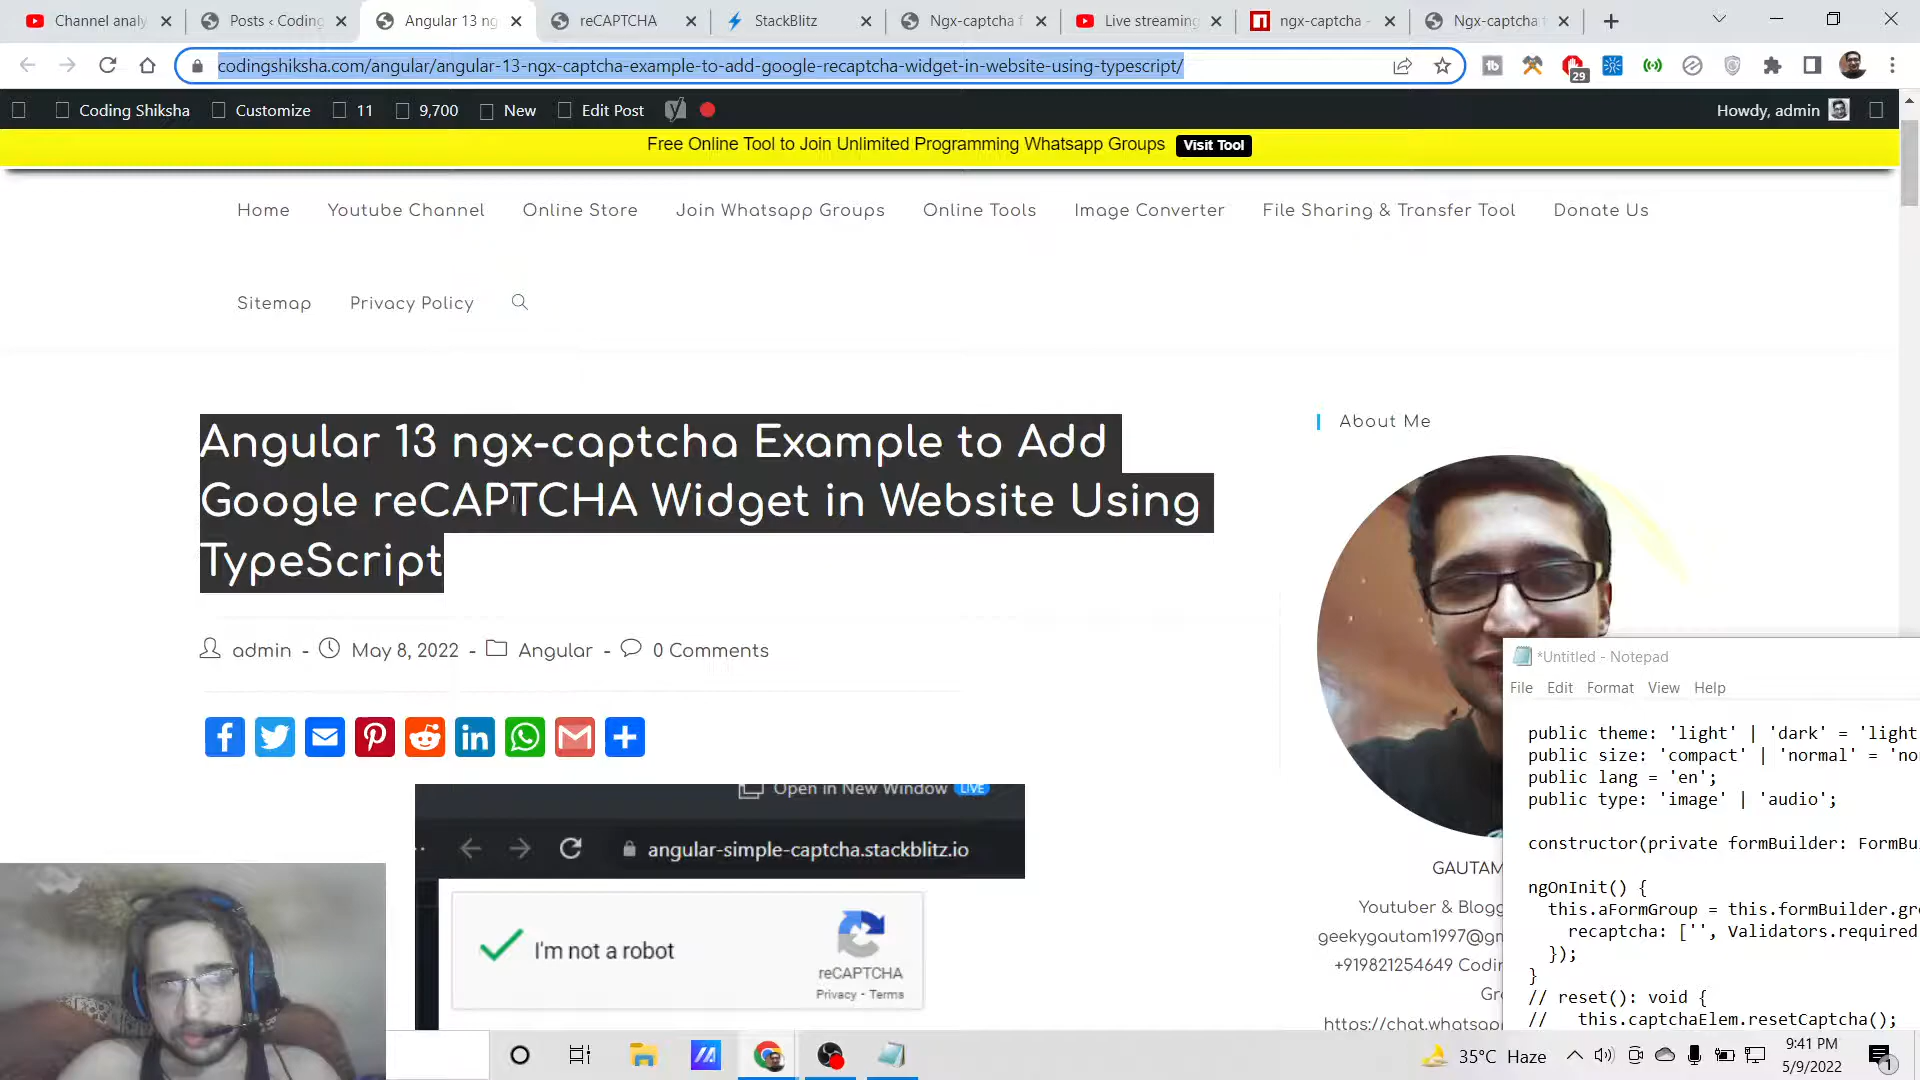 Channel analy
Posts ‹ Coding
Angular 13 ng
reCAPTCHA
StackBlitz
Ngx-captcha f
Live streaming
ngx-captcha -
Ngx-captcha
codingshiksha.com/angular/angular-13-ngx-captcha-example-to-add-google-recaptcha-widget-in-website-using-typescript/
29
Coding Shiksha
Customize
11
9,700
New
Edit Post
Howdy, admin
Free Online Tool to Join Unlimited Programming Whatsapp Groups
Visit Tool
Home
Youtube Channel
Online Store
Join Whatsapp Groups
Online Tools
Image Converter
File Sharing & Transfer Tool
Donate Us
Sitemap
Privacy Policy
Angular 13 ngx-captcha Example to Add
Google reCAPTCHA Widget in Website Using
TypeScript
admin - May 8, 2022 - Angular - 0 Comments
Open in New Window LIVE
angular-simple-captcha.stackblitz.io
I'm not a robot
reCAPTCHA
Privacy - Terms
About Me
GAUTAM
Youtuber & Blogg
geekygautam1997@gm
+919821254649 Codin
Gr
https://chat.whatsap
*Untitled - Notepad
File Edit Format View Help
public theme: 'light' | 'dark' = 'light
public size: 'compact' | 'normal' = 'no
public lang = 'en';
public type: 'image' | 'audio';
constructor(private formBuilder: FormBu
ngOnInit() {
this.aFormGroup = this.formBuilder.gr
recaptcha: ['', Validators.required
});
}
// reset(): void {
// this.captchaElem.resetCaptcha();
35°C Haze
9:41 PM
5/9/2022
1